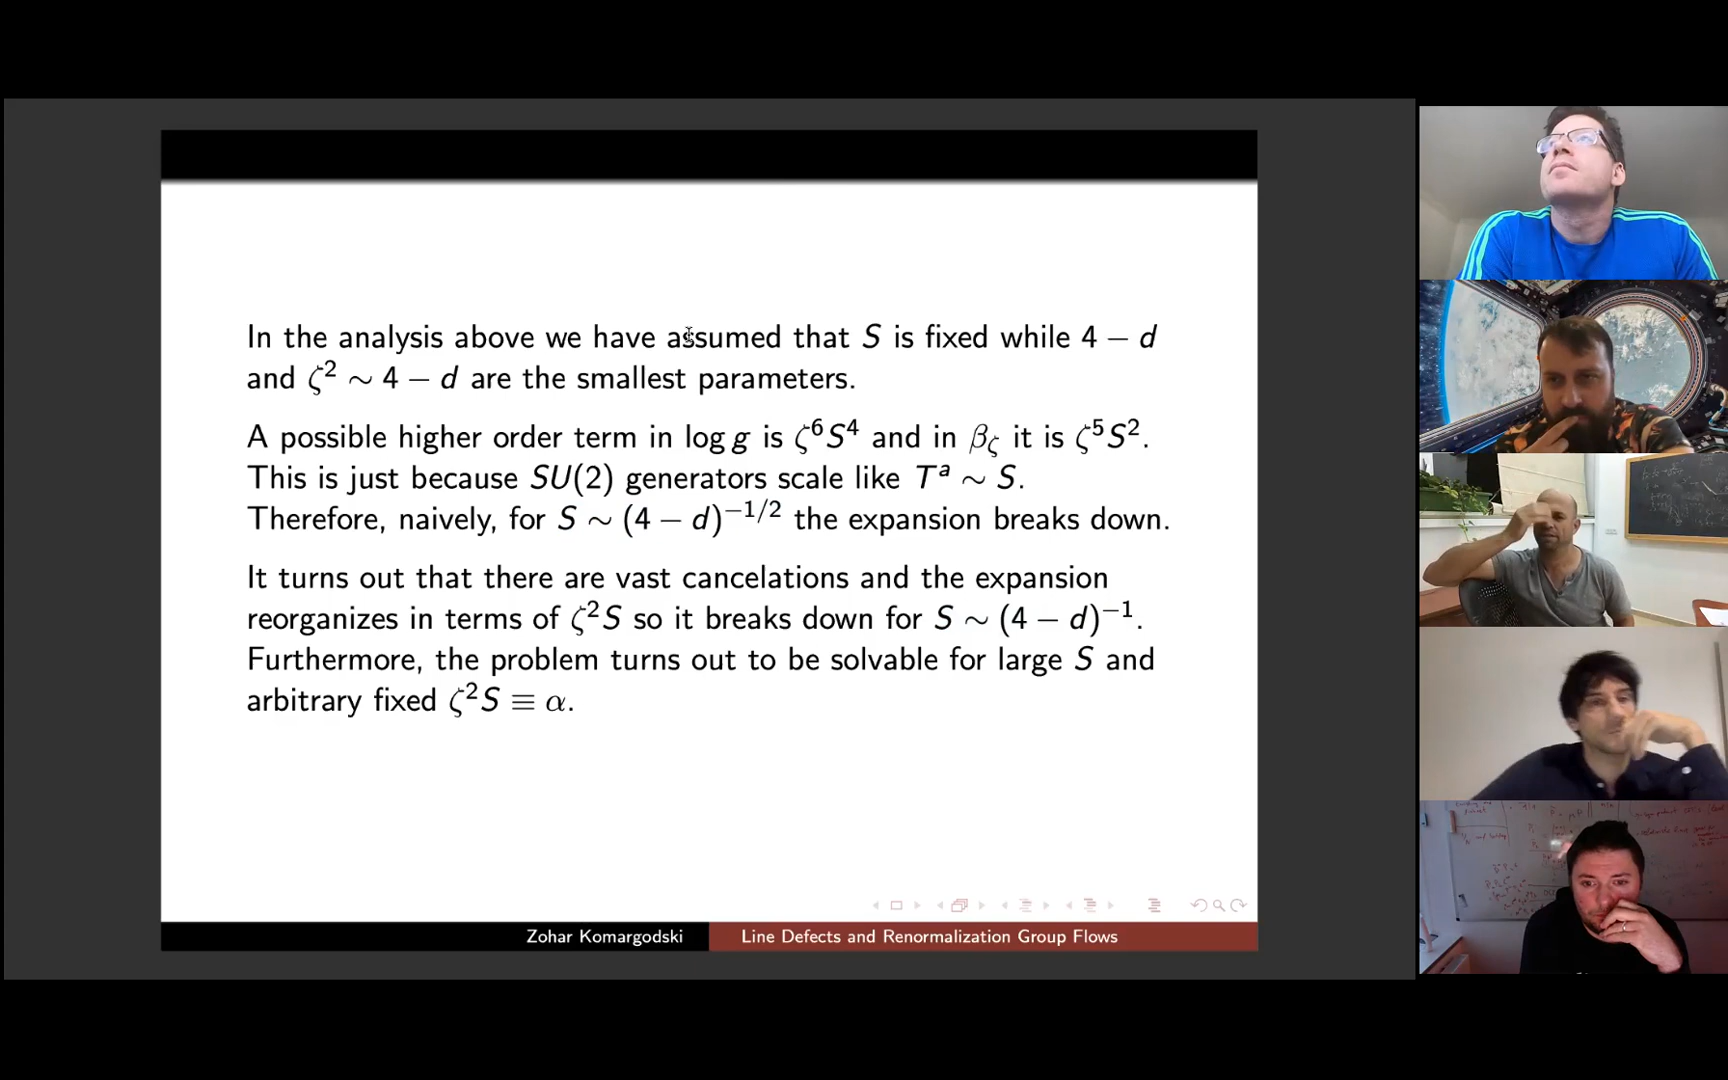 In the analysis above we have assumed that S is fixed while 4 − d
and ζ² ∼ 4 − d are the smallest parameters.
A possible higher order term in log g is ζ⁶S⁴ and in β_ζ it is ζ⁵S².
This is just because SU(2) generators scale like Tᵃ ∼ S.
Therefore, naively, for S ∼ (4 − d)^{−1/2} the expansion breaks down.
It turns out that there are vast cancelations and the expansion
reorganizes in terms of ζ²S so it breaks down for S ∼ (4 − d)^{−1}.
Furthermore, the problem turns out to be solvable for large S and
arbitrary fixed ζ²S ≡ α.
Zohar Komargodski
Line Defects and Renormalization Group Flows